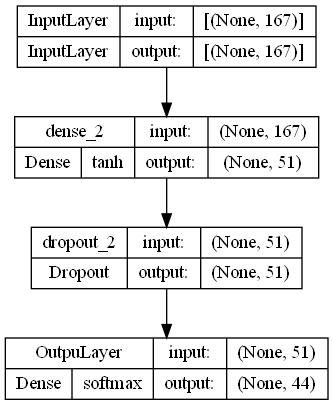 InputLayer input: [(None, 167)]
InputLayer output: [(None, 167)]
dense_2 input: (None, 167)
Dense tanh output: (None, 51)
dropout_2 input: (None, 51)
Dropout output: (None, 51)
OutpuLayer input: (None, 51)
Dense softmax output: (None, 44)